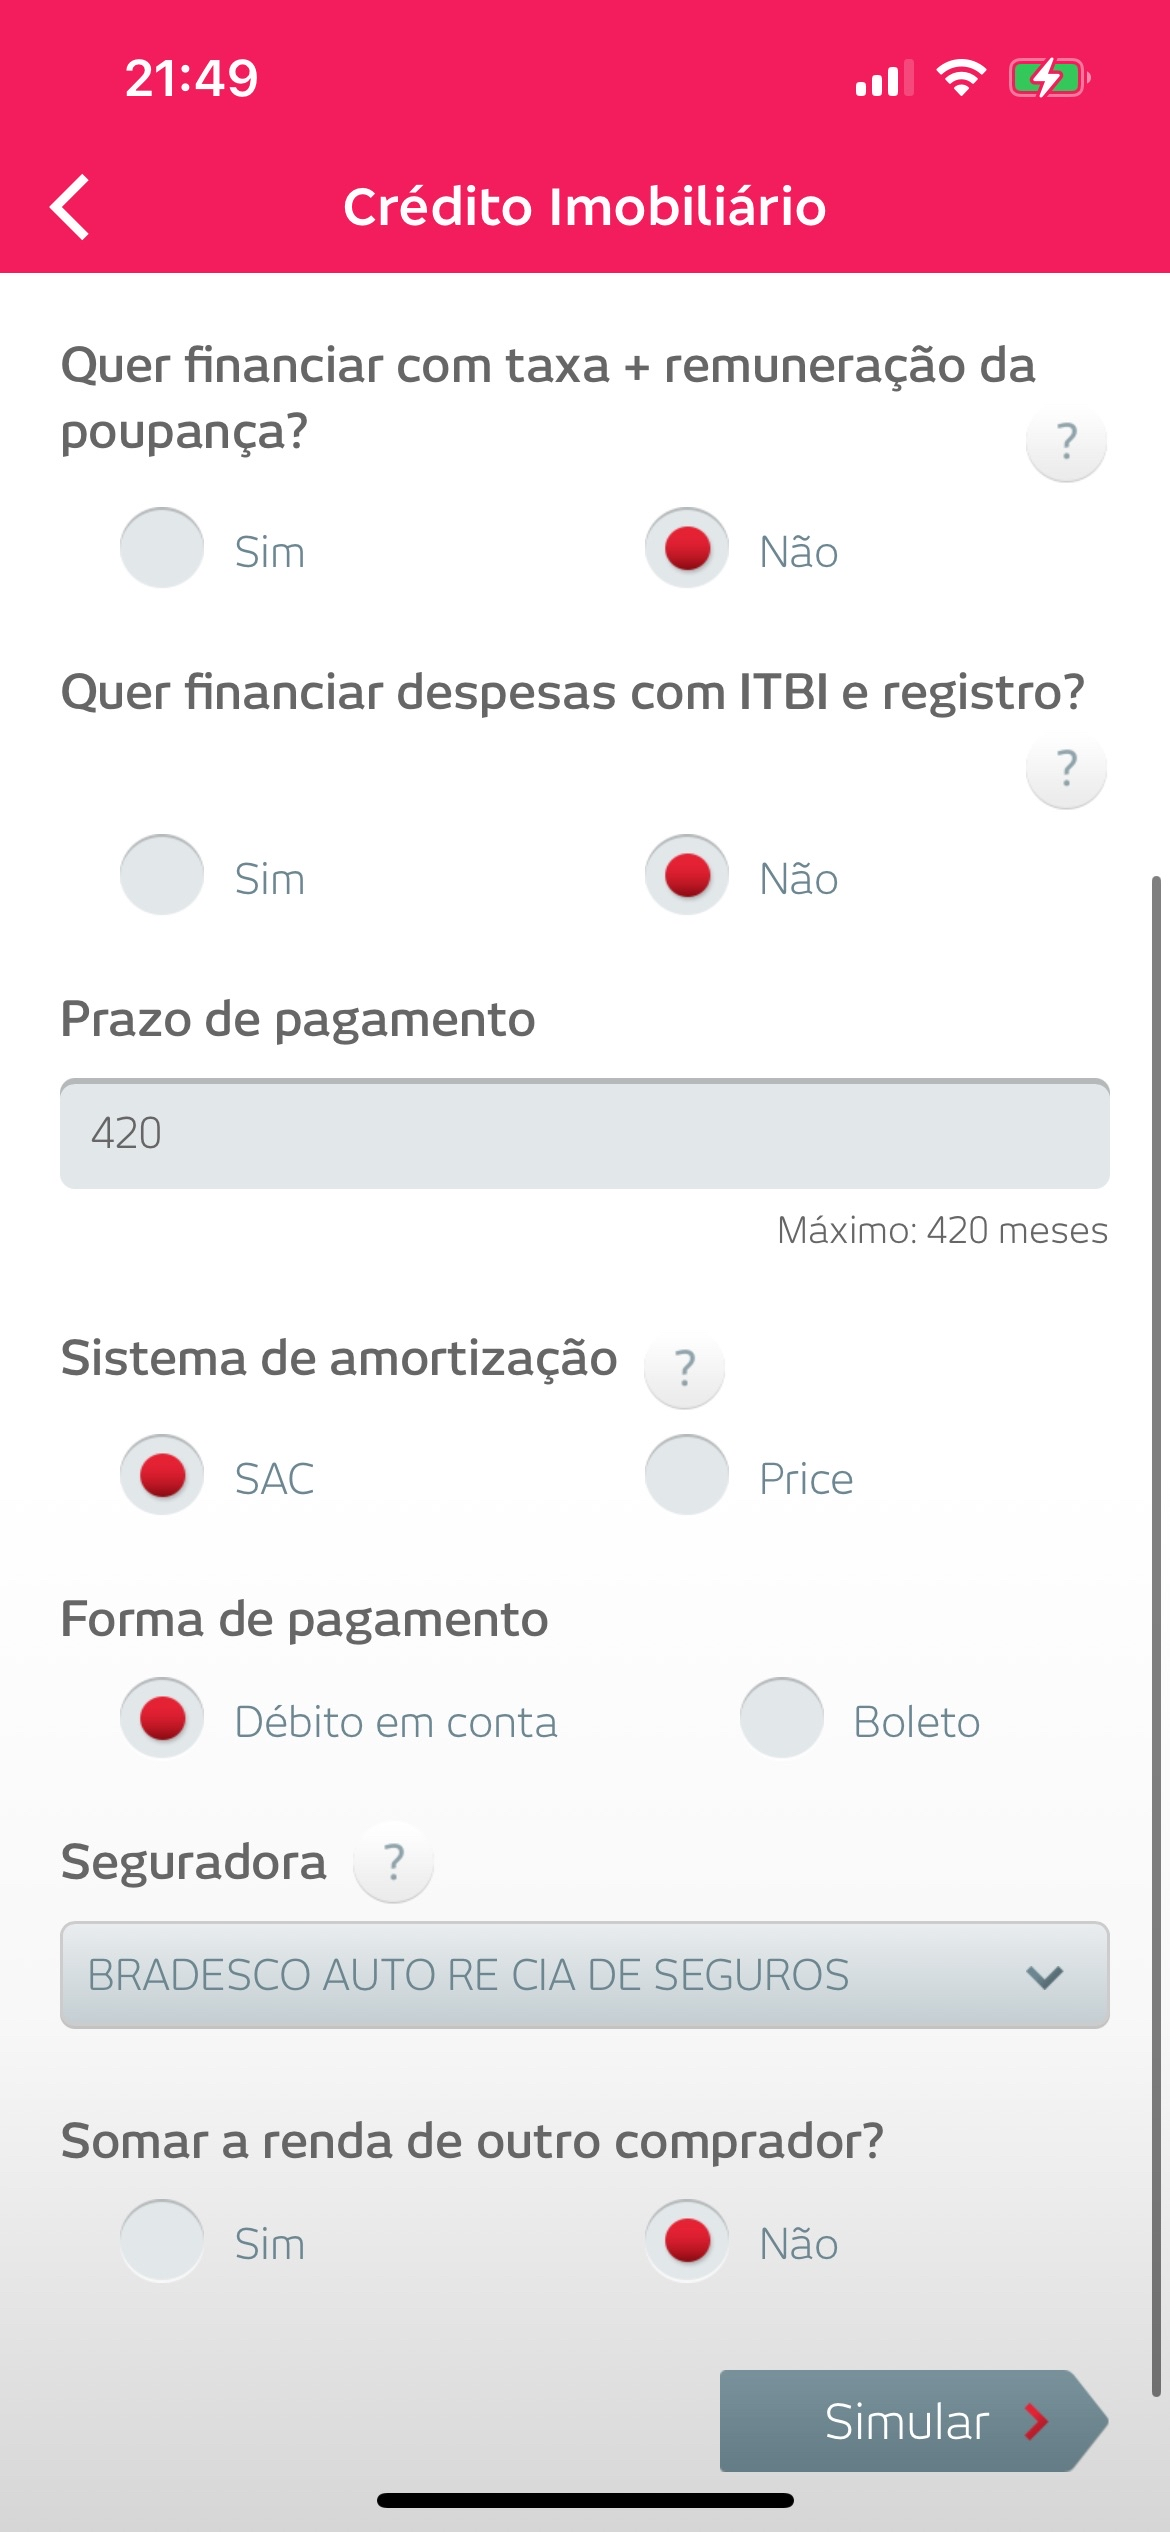 21:49
Crédito Imobiliário
Quer financiar com taxa + remuneração da
poupança?
?
Sim
Não
Quer financiar despesas com ITBI e registro?
?
Sim
Não
Prazo de pagamento
420
Máximo: 420 meses
Sistema de amortização ?
SAC
Price
Forma de pagamento
Débito em conta
Boleto
Seguradora ?
BRADESCO AUTO RE CIA DE SEGUROS
Somar a renda de outro comprador?
Sim
Não
Simular